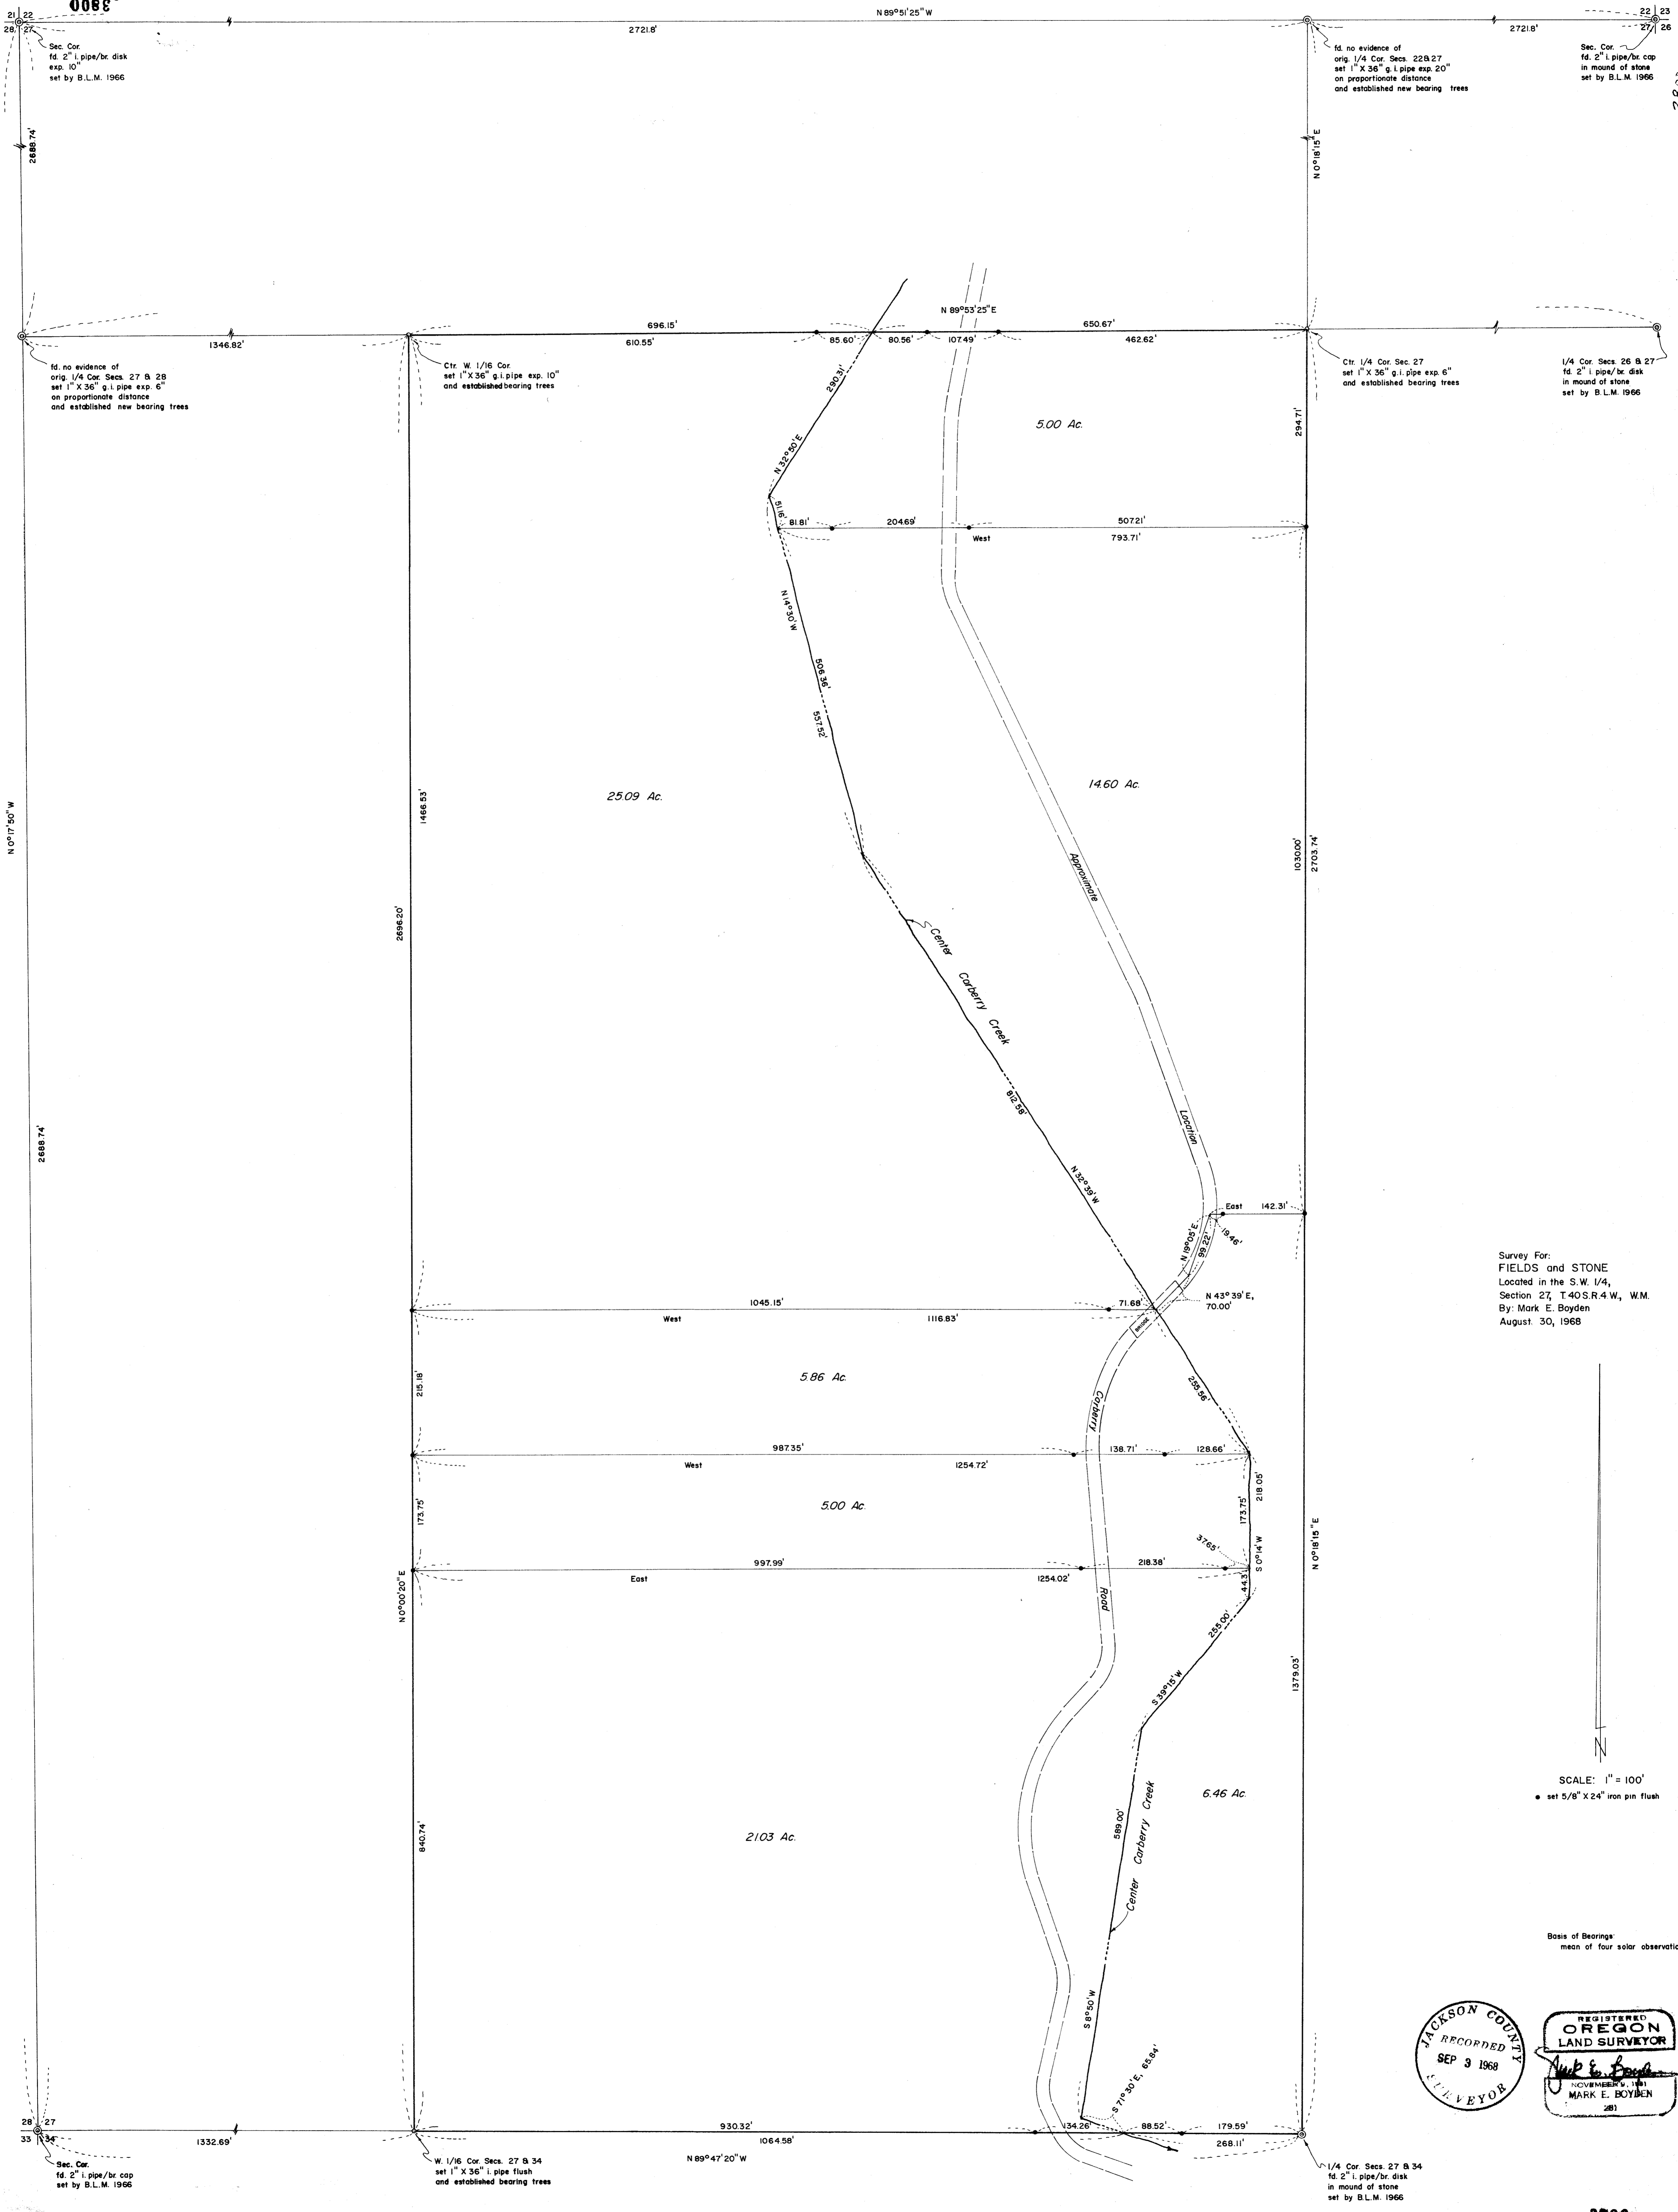 3800
21 22
28 27
N 89°51'25" W
2721.8'
2721.8'
22 23
27 26
Sec. Cor.
fd. 2" i. pipe/br. disk
exp. 10"
set by B.L.M. 1966
fd. no evidence of
orig. 1/4 Cor. Secs. 22 & 27
set 1" X 36" g. i. pipe exp. 20"
on proportionate distance
and established new bearing trees
Sec. Cor.
fd. 2" i. pipe/br. cap
in mound of stone
set by B.L.M. 1966
2688.74'
N 0°18'15" E
N 89°53'25" E
696.15'
650.67'
1346.82'
610.55'
85.60'
80.56'
107.49'
462.62'
fd. no evidence of
orig. 1/4 Cor. Secs. 27 & 28
set 1" X 36" g. i. pipe exp. 6"
on proportionate distance
and established new bearing trees
Ctr. W. 1/16 Cor.
set 1" X 36" g. i. pipe exp. 10"
and established bearing trees
Ctr. 1/4 Cor. Sec. 27
set 1" X 36" g. i. pipe exp. 6"
and established bearing trees
1/4 Cor. Secs. 26 & 27
fd. 2" i. pipe/br. disk
in mound of stone
set by B.L.M. 1966
290.31'
5.00 Ac.
294.71'
N 32°50' E
51.16'
81.81'
204.69'
507.21'
West
793.71'
N 14°30' W
506.36'
557.52'
25.09 Ac.
14.60 Ac.
N 0°17'50" W
1466.53'
1030.00'
2703.74'
Approximate
2696.20'
Center Carberry Creek
812.58'
Location
2688.74'
N 32°39' W
East
142.31'
19.46'
N 19°05' E
99.22'
N 43°39' E,
70.00'
1045.15'
71.68'
West
1116.83'
BRIDGE
Survey For:
FIELDS and STONE
Located in the S.W. 1/4,
Section 27, T.40 S. R.4 W., W.M.
By: Mark E. Boyden
August 30, 1968
215.18'
5.86 Ac.
255.56'
Carberry
987.35'
138.71'
128.66'
West
1254.72'
218.05'
173.75'
5.00 Ac.
173.75'
37.65'
S 0°14' W
N 0°18'15" E
997.99'
218.38'
East
1254.02'
44.3'
N 0°00'20" E
Road
255.00'
S 39°15' W
1379.03'
N
SCALE: 1" = 100'
● set 5/8" X 24" iron pin flush
6.46 Ac.
589.00'
21.03 Ac.
840.74'
Center Carberry Creek
Basis of Bearings:
mean of four solar observatio
S 8°50' W
S 71°30' E, 65.84'
JACKSON COUNTY
RECORDED
SEP 3 1968
SURVEYOR
REGISTERED
OREGON
LAND SURVEYOR
MARK E. BOYDEN
281
28 27
33 34
1332.69'
930.32'
134.26'
88.52'
179.59'
1064.58'
268.11'
N 89°47'20" W
Sec. Cor.
fd. 2" i. pipe/br. cap
set by B.L.M. 1966
W. 1/16 Cor. Secs. 27 & 34
set 1" X 36" i. pipe flush
and established bearing trees
1/4 Cor. Secs. 27 & 34
fd. 2" i. pipe/br. disk
in mound of stone
set by B.L.M. 1966